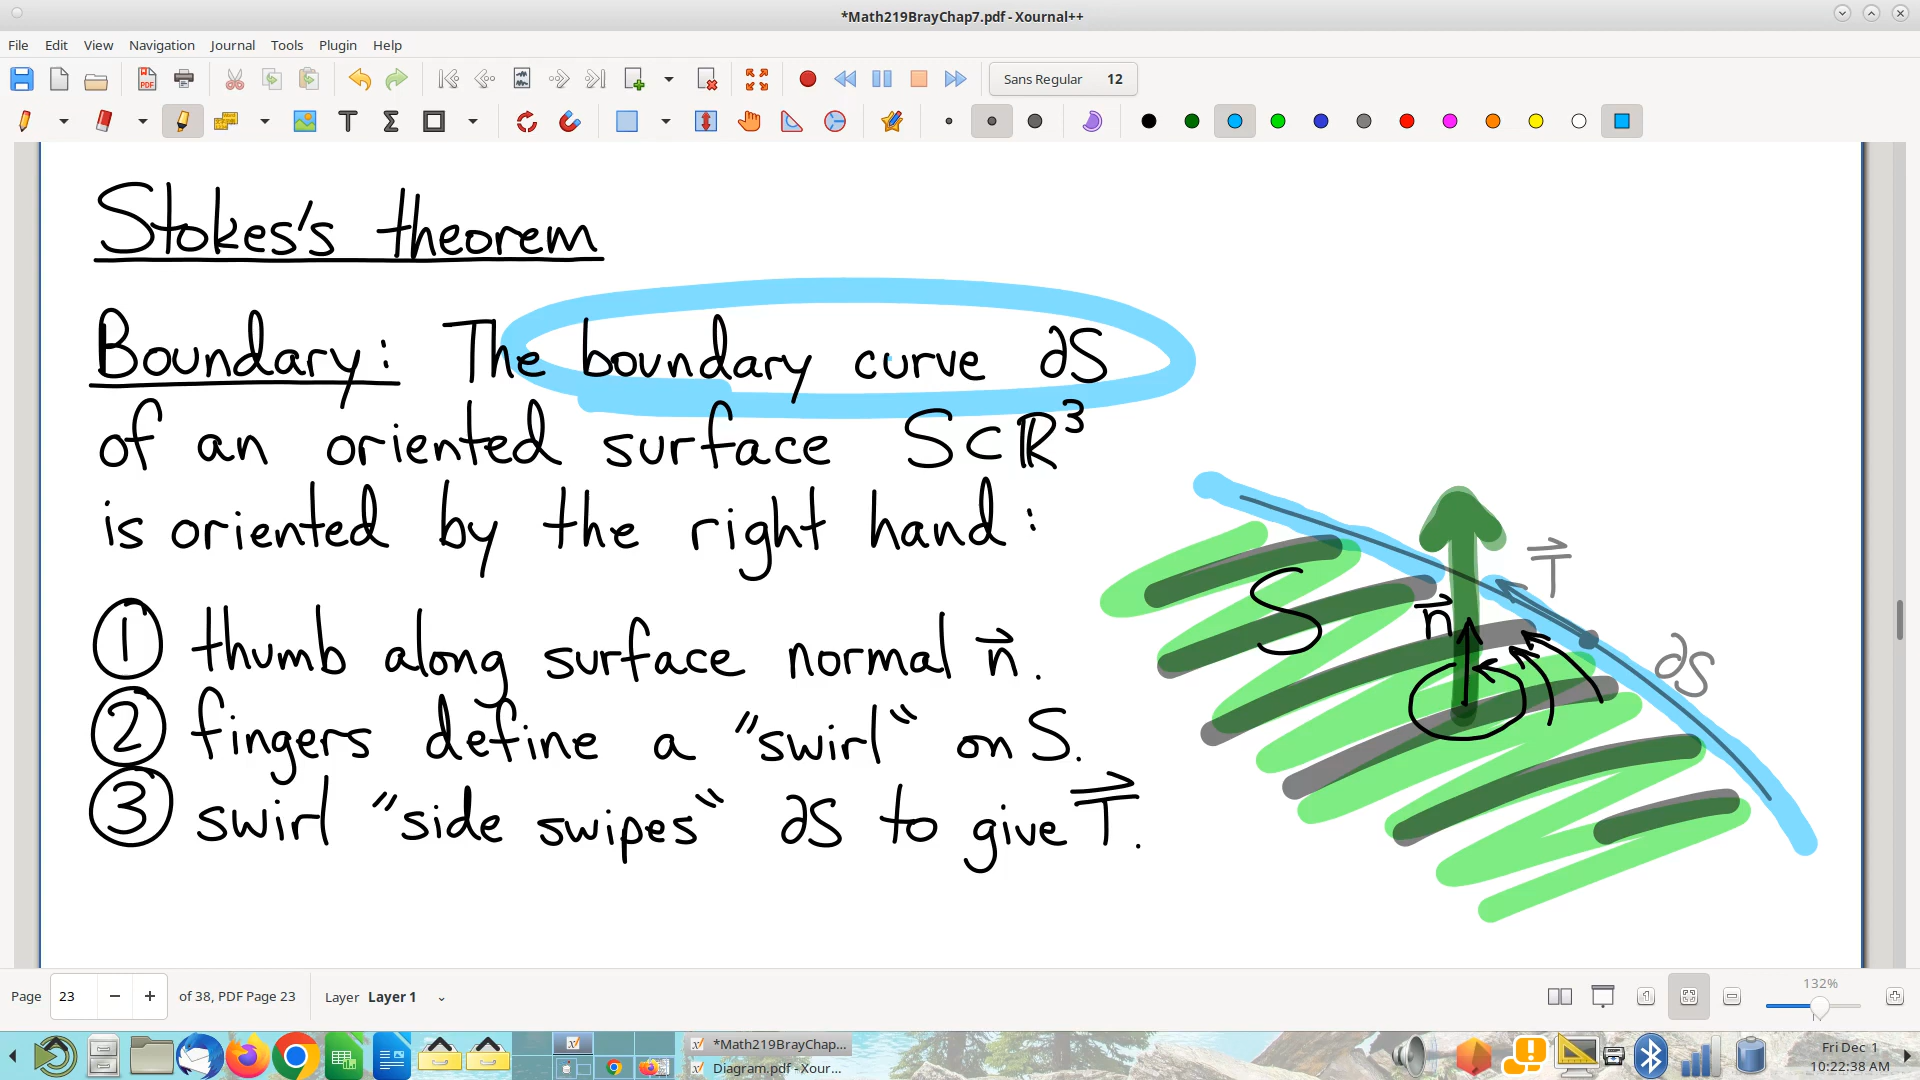 *Math219BrayChap7.pdf - Xournal++
File Edit View Navigation Journal Tools Plugin Help
Sans Regular 12
Stokes's theorem
Boundary: The boundary curve ∂S
of an oriented surface S⊂ℝ³
is oriented by the right hand:
① thumb along surface normal n⃗.
② fingers define a "swirl" on S.
③ swirl "side swipes" ∂S to give T⃗.
S
n⃗
T⃗
∂S
Page 23 of 38, PDF Page 23 Layer Layer 1
132%
*Math219BrayChap...
Diagram.pdf - Xour...
Fri Dec 1
10:22:38 AM